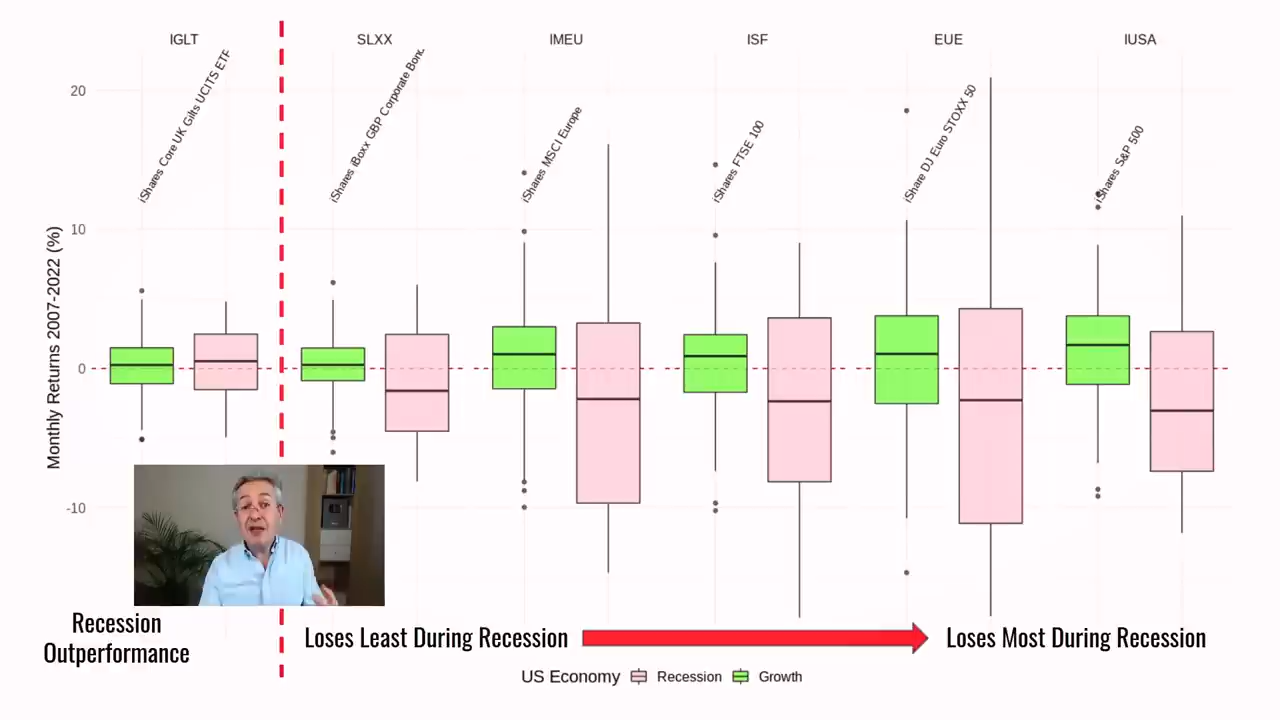 IGLT
SLXX
IMEU
ISF
EUE
IUSA
iShares Core UK Gilts UCITS ETF
iShares iBoxx GBP Corporate Bond
iShares MSCI Europe
iShares FTSE 100
iShare DJ Euro STOXX 50
iShares S&P 500
Monthly Returns 2007-2022 (%)
20
10
0
-10
Recession
Outperformance
Loses Least During Recession
Loses Most During Recession
US Economy
Recession
Growth